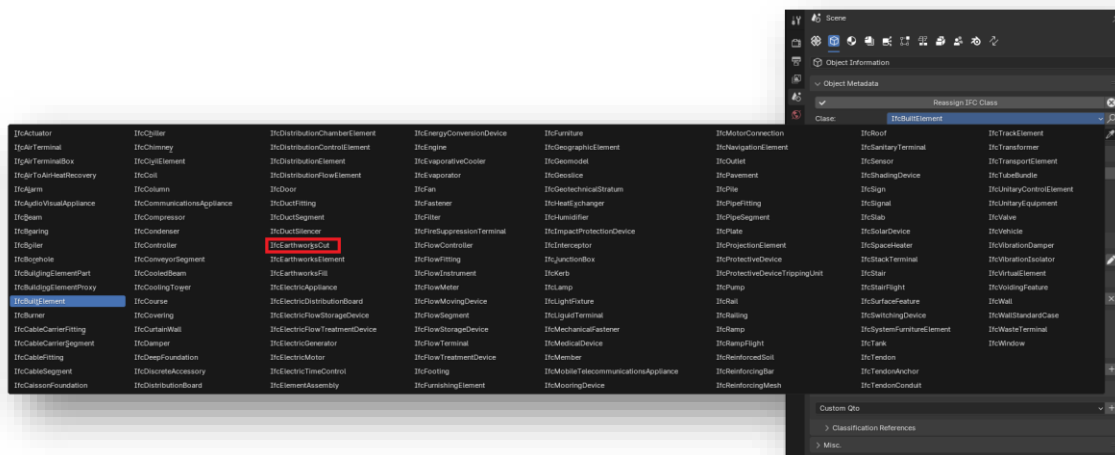 Scene
Object Information
Object Metadata
Reassign IFC Class
Clase: IfcBuiltElement
IfcActuator
IfcAirTerminal
IfcAirTerminalBox
IfcAirToAirHeatRecovery
IfcAlarm
IfcAudioVisualAppliance
IfcBeam
IfcBearing
IfcBoiler
IfcBorehole
IfcBuildingElementPart
IfcBuildingElementProxy
IfcBuiltElement
IfcBurner
IfcCableCarrierFitting
IfcCableCarrierSegment
IfcCableFitting
IfcCableSegment
IfcCaissonFoundation
IfcChiller
IfcChimney
IfcCivilElement
IfcCoil
IfcColumn
IfcCommunicationsAppliance
IfcCompressor
IfcCondenser
IfcController
IfcConveyorSegment
IfcCooledBeam
IfcCoolingTower
IfcCourse
IfcCovering
IfcCurtainWall
IfcDamper
IfcDeepFoundation
IfcDiscreteAccessory
IfcDistributionBoard
IfcDistributionChamberElement
IfcDistributionControlElement
IfcDistributionElement
IfcDistributionFlowElement
IfcDoor
IfcDuctFitting
IfcDuctSegment
IfcDuctSilencer
IfcEarthworksCut
IfcEarthworksElement
IfcEarthworksFill
IfcElectricAppliance
IfcElectricDistributionBoard
IfcElectricFlowStorageDevice
IfcElectricFlowTreatmentDevice
IfcElectricGenerator
IfcElectricMotor
IfcElectricTimeControl
IfcElementAssembly
IfcEnergyConversionDevice
IfcEngine
IfcEvaporativeCooler
IfcEvaporator
IfcFan
IfcFastener
IfcFilter
IfcFireSuppressionTerminal
IfcFlowController
IfcFlowFitting
IfcFlowInstrument
IfcFlowMeter
IfcFlowMovingDevice
IfcFlowSegment
IfcFlowStorageDevice
IfcFlowTerminal
IfcFlowTreatmentDevice
IfcFooting
IfcFurnishingElement
IfcFurniture
IfcGeographicElement
IfcGeomodel
IfcGeoslice
IfcGeotechnicalStratum
IfcHeatExchanger
IfcHumidifier
IfcImpactProtectionDevice
IfcInterceptor
IfcJunctionBox
IfcKerb
IfcLamp
IfcLightFixture
IfcLiquidTerminal
IfcMechanicalFastener
IfcMedicalDevice
IfcMember
IfcMobileTelecommunicationsAppliance
IfcMooringDevice
IfcMotorConnection
IfcNavigationElement
IfcOutlet
IfcPavement
IfcPile
IfcPipeFitting
IfcPipeSegment
IfcPlate
IfcProjectionElement
IfcProtectiveDevice
IfcProtectiveDeviceTrippingUnit
IfcPump
IfcRail
IfcRailing
IfcRamp
IfcRampFlight
IfcReinforcedSoil
IfcReinforcingBar
IfcReinforcingMesh
IfcRoof
IfcSanitaryTerminal
IfcSensor
IfcShadingDevice
IfcSign
IfcSignal
IfcSlab
IfcSolarDevice
IfcSpaceHeater
IfcStackTerminal
IfcStair
IfcStairFlight
IfcSurfaceFeature
IfcSwitchingDevice
IfcSystemFurnitureElement
IfcTank
IfcTendon
IfcTendonAnchor
IfcTendonConduit
IfcTrackElement
IfcTransformer
IfcTransportElement
IfcTubeBundle
IfcUnitaryControlElement
IfcUnitaryEquipment
IfcValve
IfcVehicle
IfcVibrationDamper
IfcVibrationIsolator
IfcVirtualElement
IfcVoidingFeature
IfcWall
IfcWallStandardCase
IfcWasteTerminal
IfcWindow
Custom Qto
Classification References
Misc.